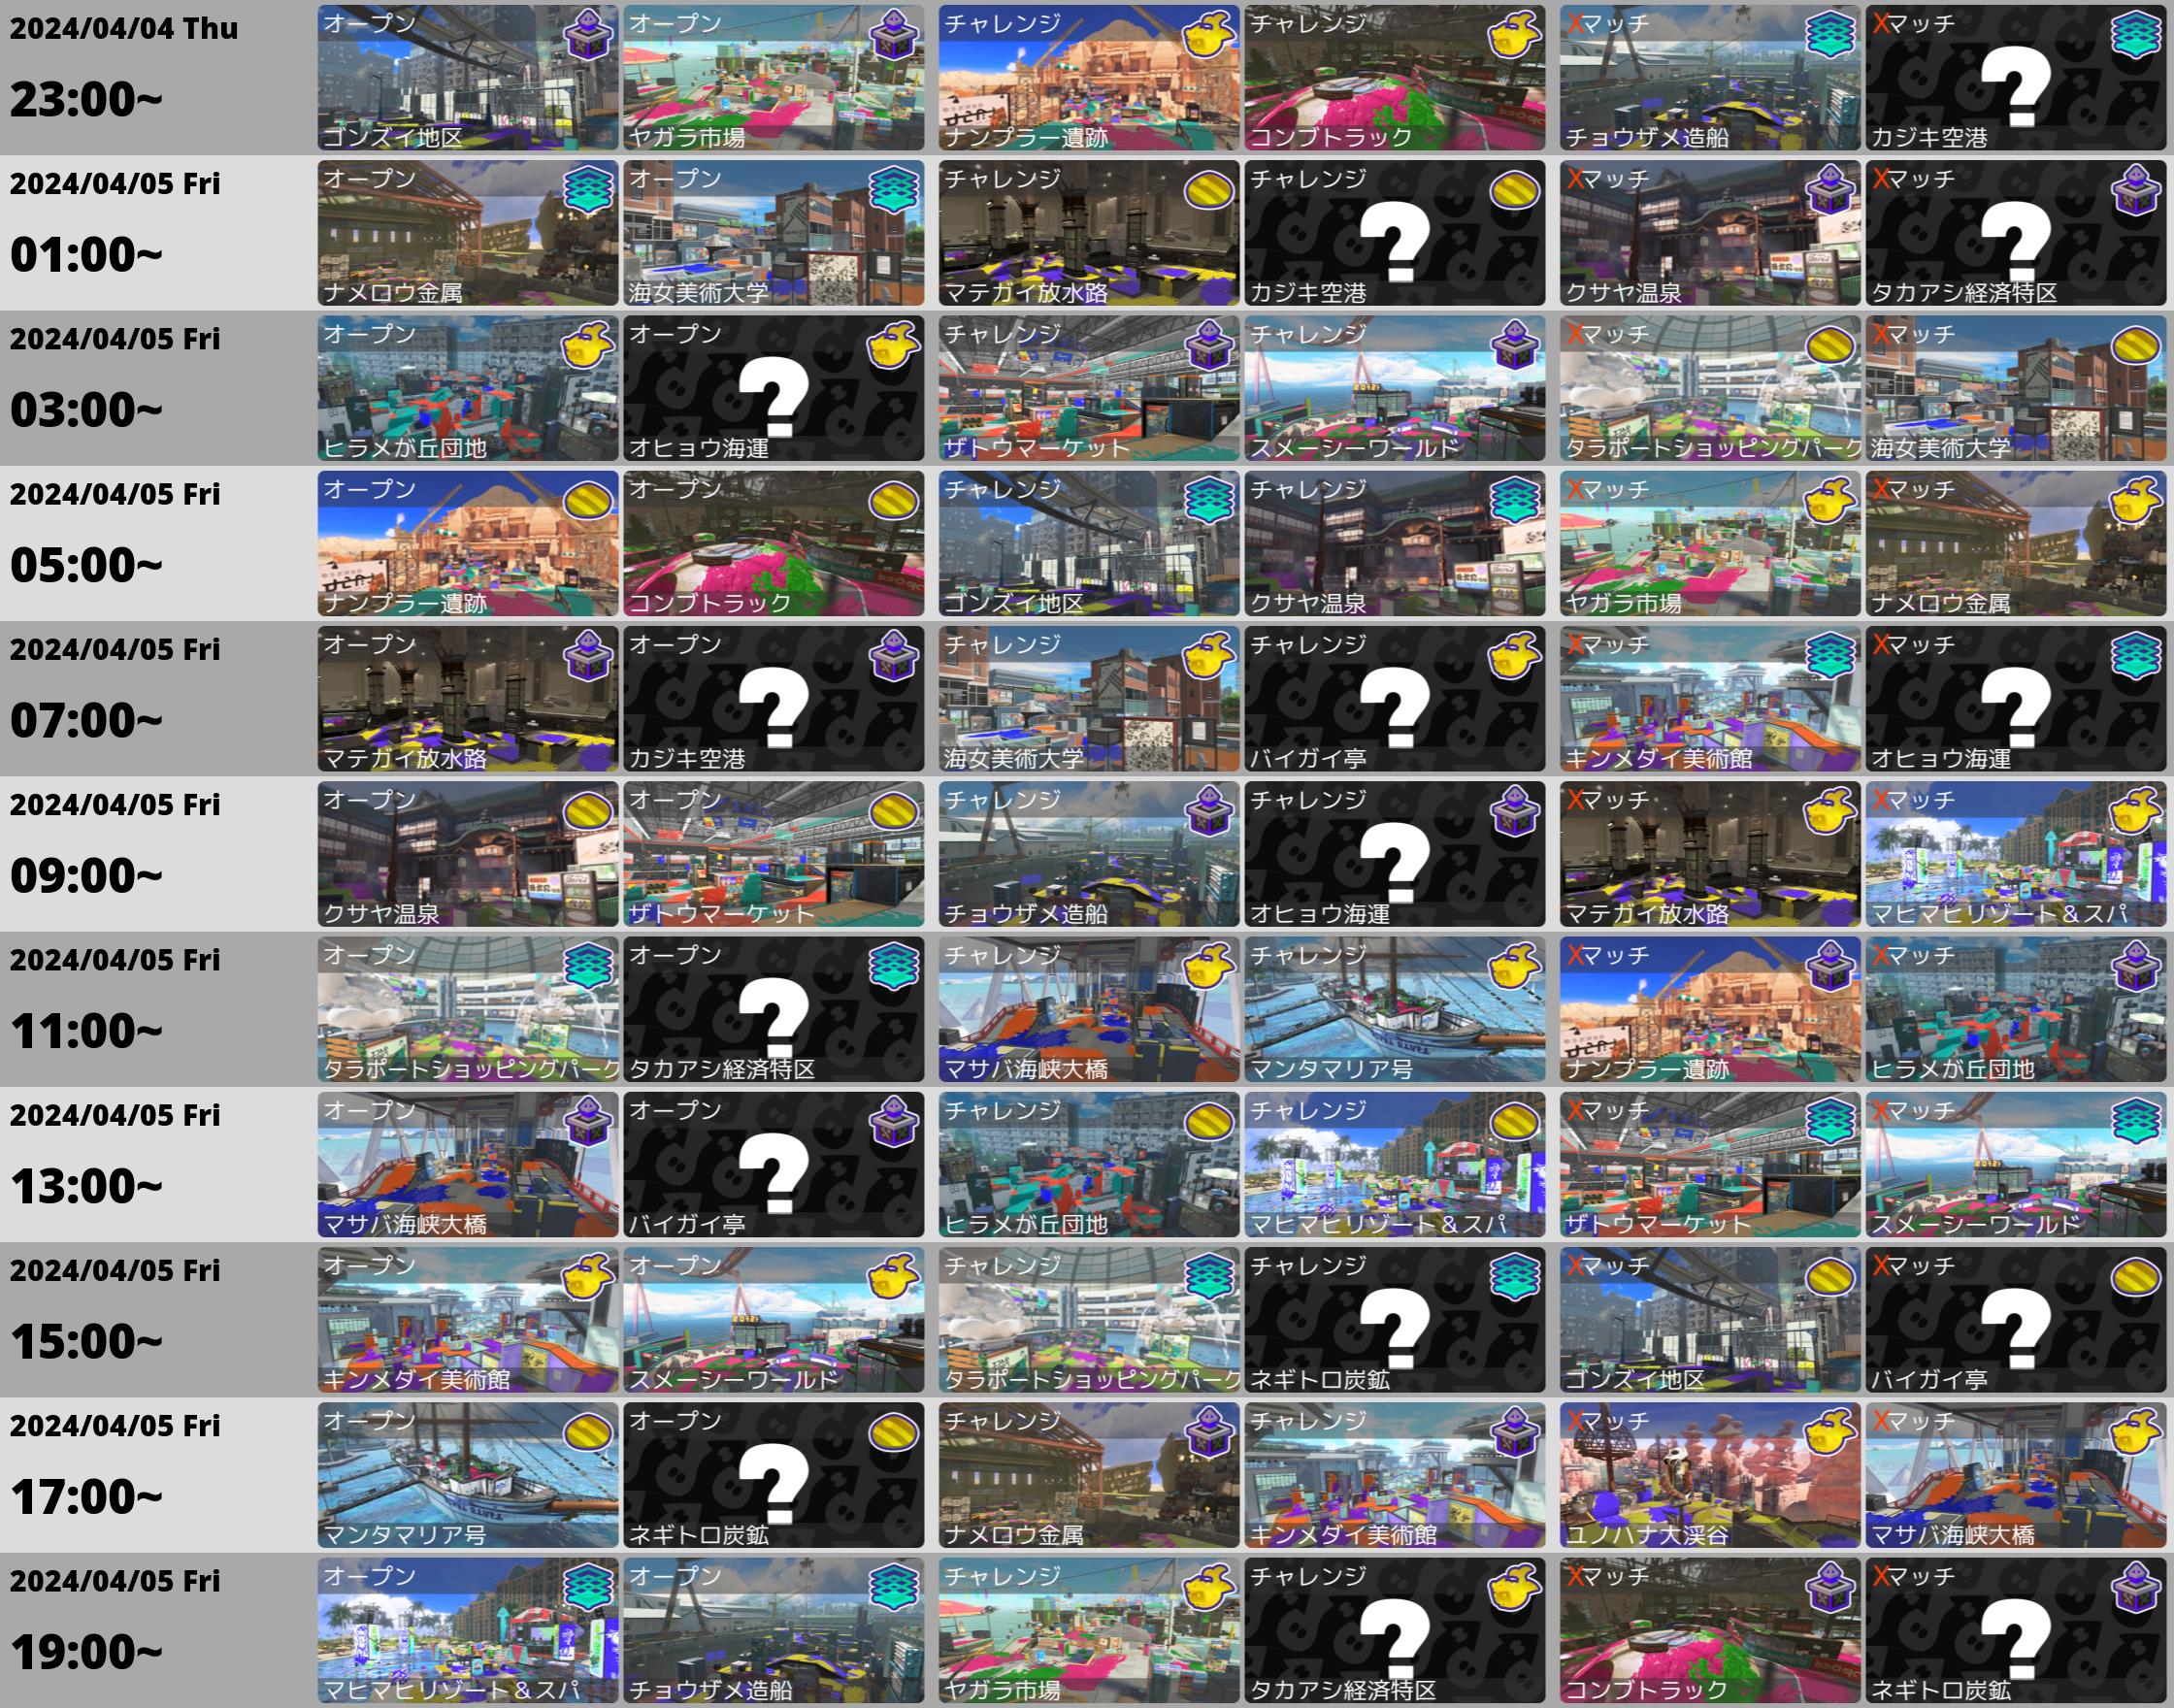 2024/04/04 Thu
23:00~
オープン オープン チャレンジ チャレンジ Xマッチ Xマッチ
ゴンズイ地区 ヤガラ市場 ナンプラー遺跡 コンブトラック チョウザメ造船 カジキ空港
2024/04/05 Fri
01:00~
オープン オープン チャレンジ チャレンジ Xマッチ Xマッチ
ナメロウ金属 海女美術大学 マテガイ放水路 カジキ空港 クサヤ温泉 タカアシ経済特区
2024/04/05 Fri
03:00~
オープン オープン チャレンジ チャレンジ Xマッチ Xマッチ
ヒラメが丘団地 オヒョウ海運 ザトウマーケット スメーシーワールド タラポートショッピングパーク 海女美術大学
2024/04/05 Fri
05:00~
オープン オープン チャレンジ チャレンジ Xマッチ Xマッチ
ナンプラー遺跡 コンブトラック ゴンズイ地区 クサヤ温泉 ヤガラ市場 ナメロウ金属
2024/04/05 Fri
07:00~
オープン オープン チャレンジ チャレンジ Xマッチ Xマッチ
マテガイ放水路 カジキ空港 海女美術大学 バイガイ亭 キンメダイ美術館 オヒョウ海運
2024/04/05 Fri
09:00~
オープン オープン チャレンジ チャレンジ Xマッチ Xマッチ
クサヤ温泉 ザトウマーケット チョウザメ造船 オヒョウ海運 マテガイ放水路 マヒマヒリゾート＆スパ
2024/04/05 Fri
11:00~
オープン オープン チャレンジ チャレンジ Xマッチ Xマッチ
タラポートショッピングパーク タカアシ経済特区 マサバ海峡大橋 マンタマリア号 ナンプラー遺跡 ヒラメが丘団地
2024/04/05 Fri
13:00~
オープン オープン チャレンジ チャレンジ Xマッチ Xマッチ
マサバ海峡大橋 バイガイ亭 ヒラメが丘団地 マヒマヒリゾート＆スパ ザトウマーケット スメーシーワールド
2024/04/05 Fri
15:00~
オープン オープン チャレンジ チャレンジ Xマッチ Xマッチ
キンメダイ美術館 スメーシーワールド タラポートショッピングパーク ネギトロ炭鉱 ゴンズイ地区 バイガイ亭
2024/04/05 Fri
17:00~
オープン オープン チャレンジ チャレンジ Xマッチ Xマッチ
マンタマリア号 ネギトロ炭鉱 ナメロウ金属 キンメダイ美術館 ユノハナ大渓谷 マサバ海峡大橋
2024/04/05 Fri
19:00~
オープン オープン チャレンジ チャレンジ Xマッチ Xマッチ
マヒマヒリゾート＆スパ チョウザメ造船 ヤガラ市場 タカアシ経済特区 コンブトラック ネギトロ炭鉱